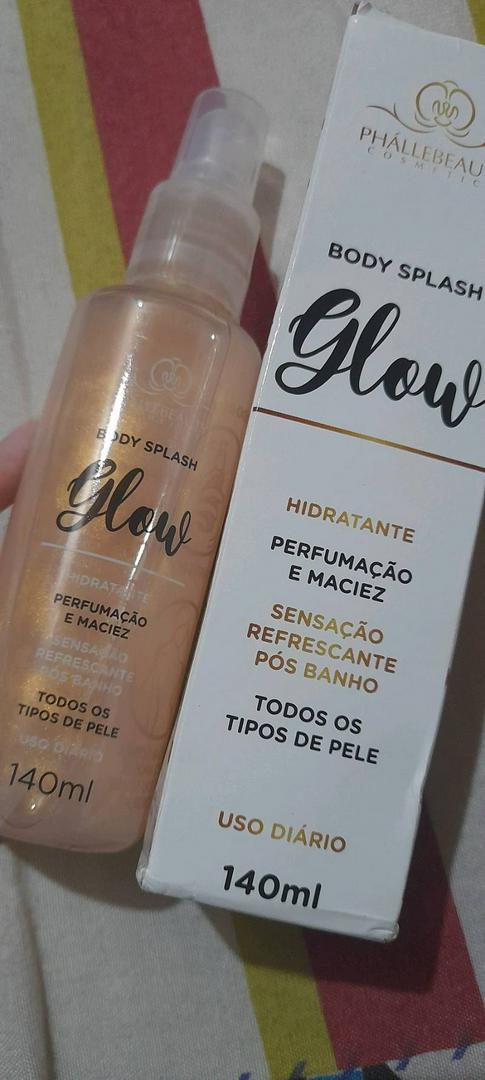 BODY SPLASH
Glow
HIDRATANTE
PERFUMAÇÃO
E MACIEZ
SENSAÇÃO
REFRESCANTE
PÓS BANHO
TODOS OS
TIPOS DE PELE
USO DIÁRIO
140ml
PHÁLLEBEAU
COSMETIC
BODY SPLASH
Glow
HIDRATANTE
PERFUMAÇÃO
E MACIEZ
SENSAÇÃO
REFRESCANTE
PÓS BANHO
TODOS OS
TIPOS DE PELE
USO DIÁRIO
140ml